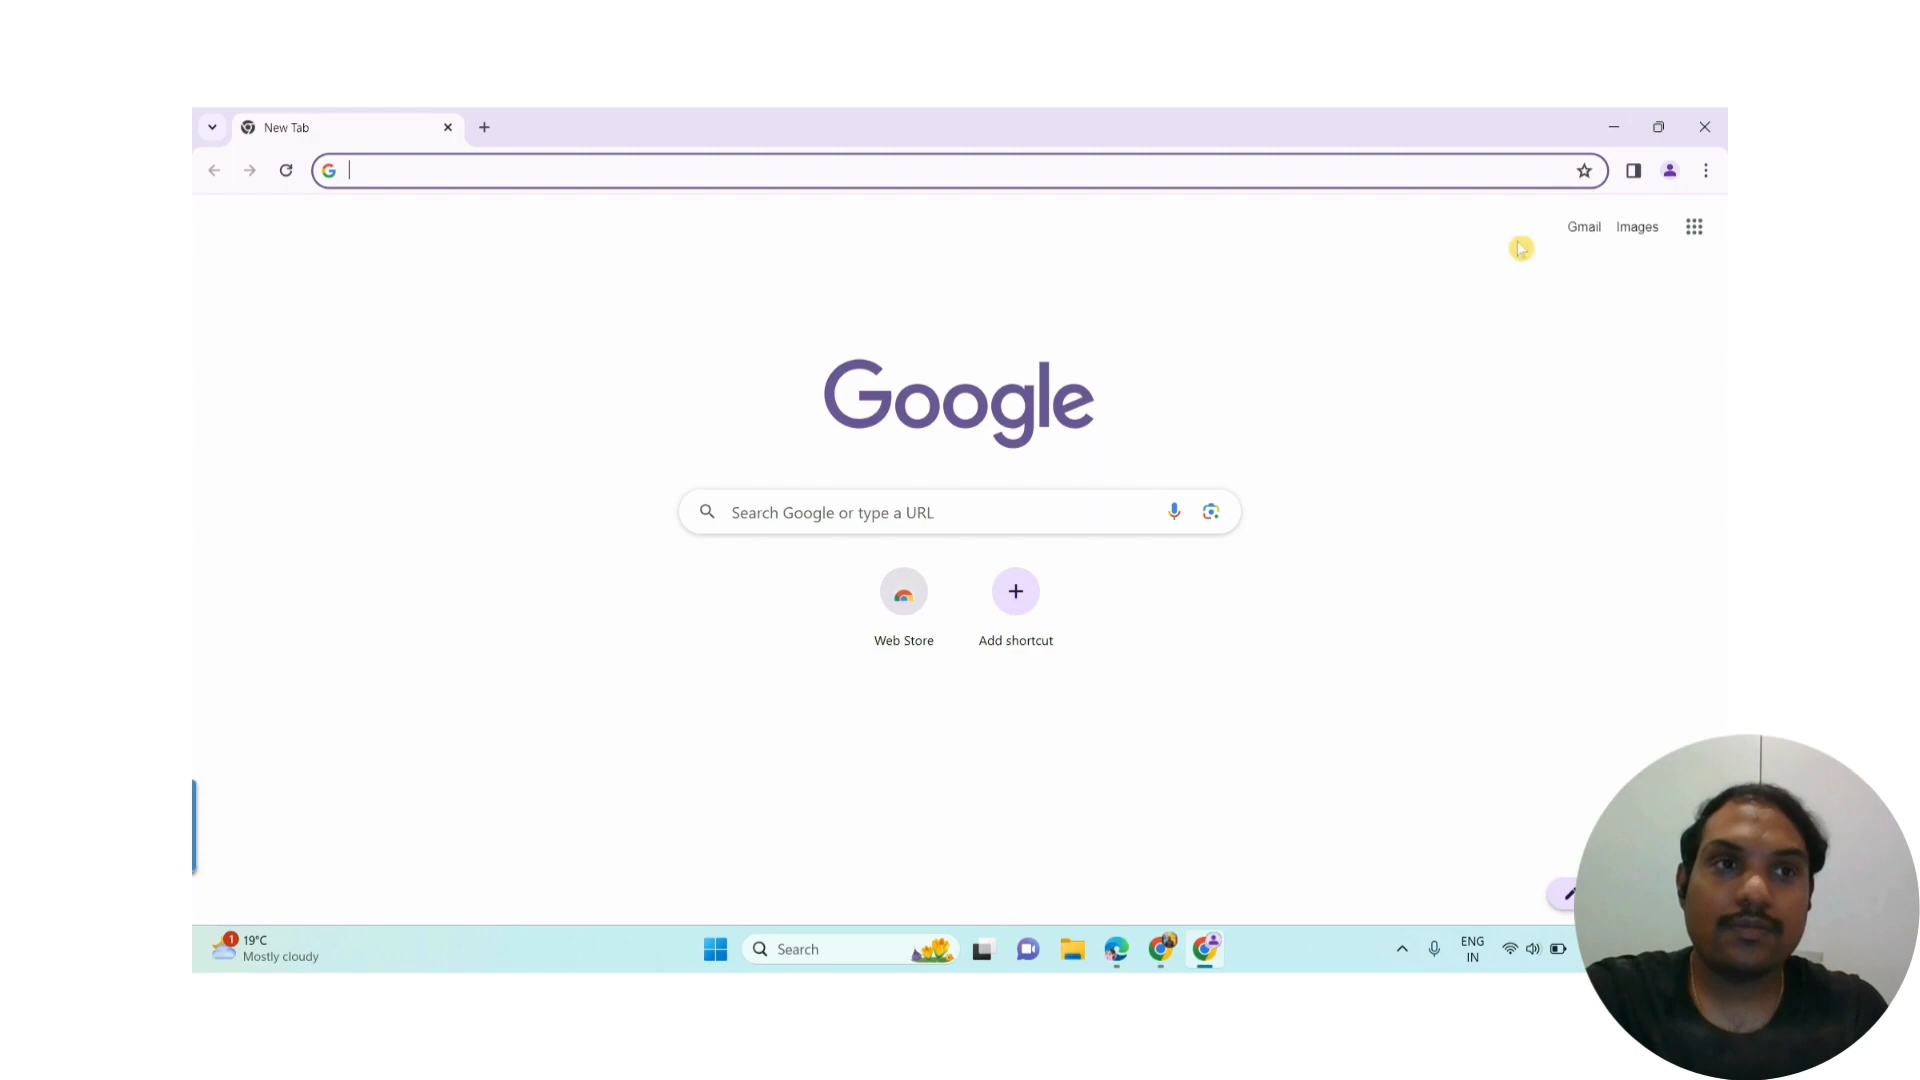 New Tab
Gmail Images
Google
Search Google or type a URL
Web Store Add shortcut
1 19°C
Mostly cloudy
Search
ENG
IN